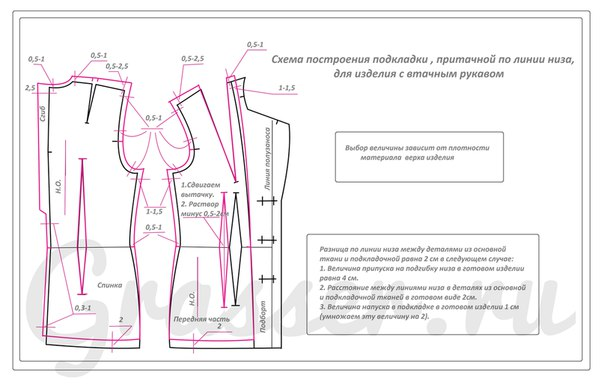 Схема построения подкладки , притачной по линии низа,
для изделия с втачным рукавом
0,5-1
0,5-1
0,5-2,5
0,5-2,5
0,5-1
2,5
1-1,5
Сгиб
0,5-1
Линия полузаноса
Выбор величины зависит от плотности
материала верха изделия
Н.О.
1.Сдвигаем
вытачку.
2. Раствор
минус 0,5-2см
1-1,5
0,5-1
Разница по линии низа между деталями из основной
ткани и подкладочной равна 2 см в следующем случае:
1. Величина припуска на подгибку низа в готовом изделии
равна 4 см.
2. Расстояние между линиями низа в деталях из основной
и подкладочной тканей в готовом виде 2см.
3. Величина напуска в подкладке в готовом изделии 1 см
(умножаем эту величину на 2).
Спинка
Н.О.
0,3-1
2
Передняя часть
2
Подборт
Grasser.ru